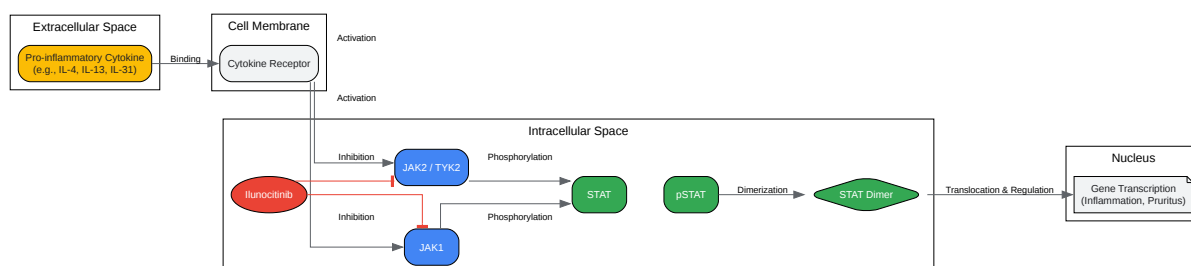 Extracellular Space
Pro-inflammatory Cytokine
(e.g., IL-4, IL-13, IL-31)
Binding
Cell Membrane
Cytokine Receptor
Activation
Activation
Intracellular Space
Inhibition
JAK2 / TYK2
Phosphorylation
Ilunocitinib
STAT
pSTAT
Dimerization
STAT Dimer
Translocation & Regulation
Nucleus
Gene Transcription
(Inflammation, Pruritus)
Inhibition
Phosphorylation
JAK1